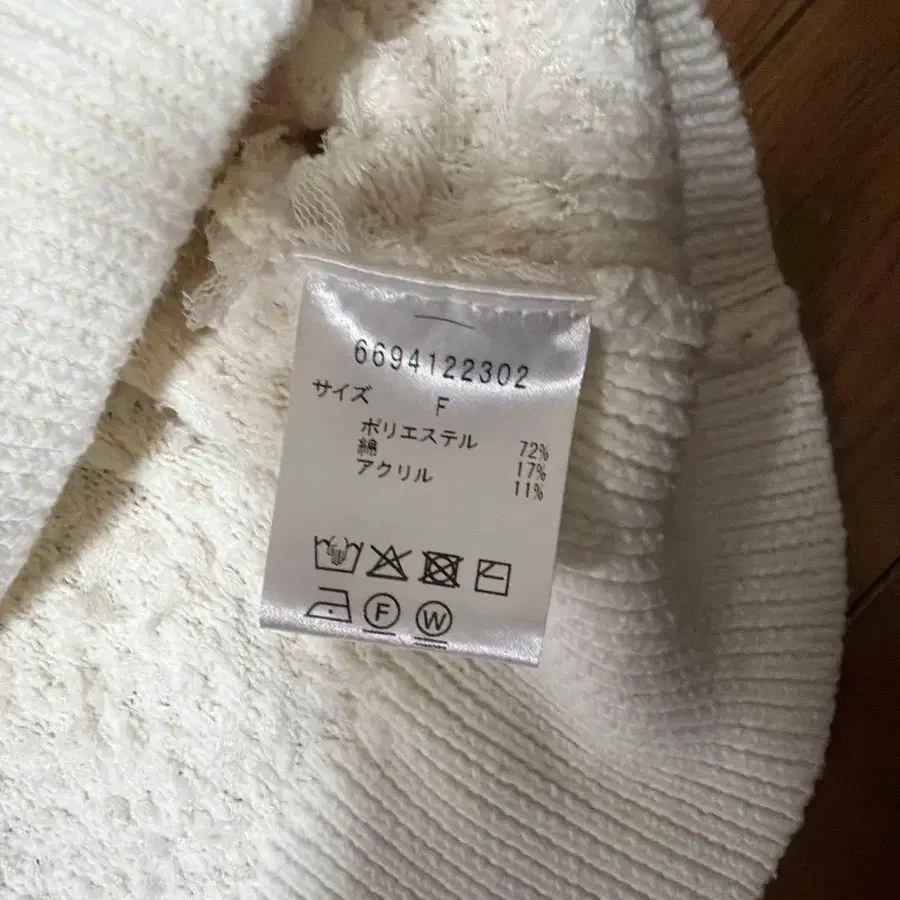 6694122302
サイズ F
ポリエステル 72%
綿 17%
アクリル 11%
F W